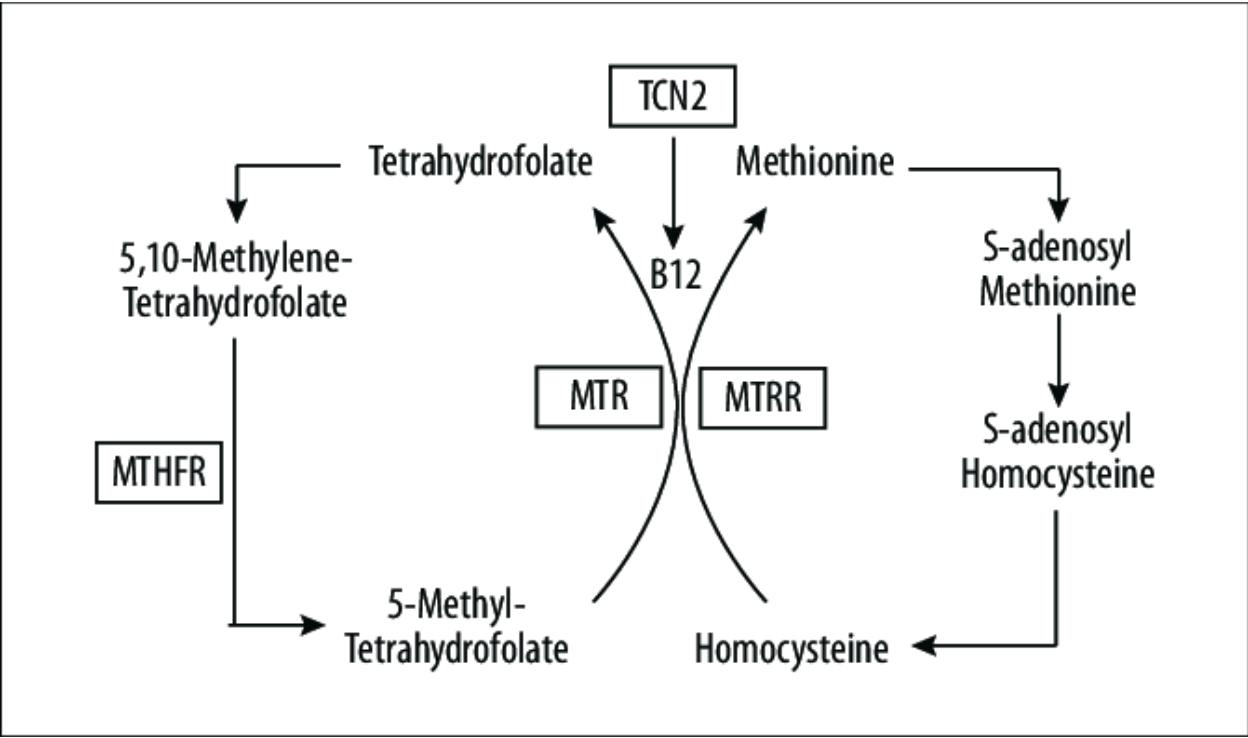 TCN2
Tetrahydrofolate
Methionine
5,10-Methylene-
Tetrahydrofolate
B12
S-adenosyl
Methionine
MTR
MTRR
S-adenosyl
Homocysteine
MTHFR
5-Methyl-
Tetrahydrofolate
Homocysteine